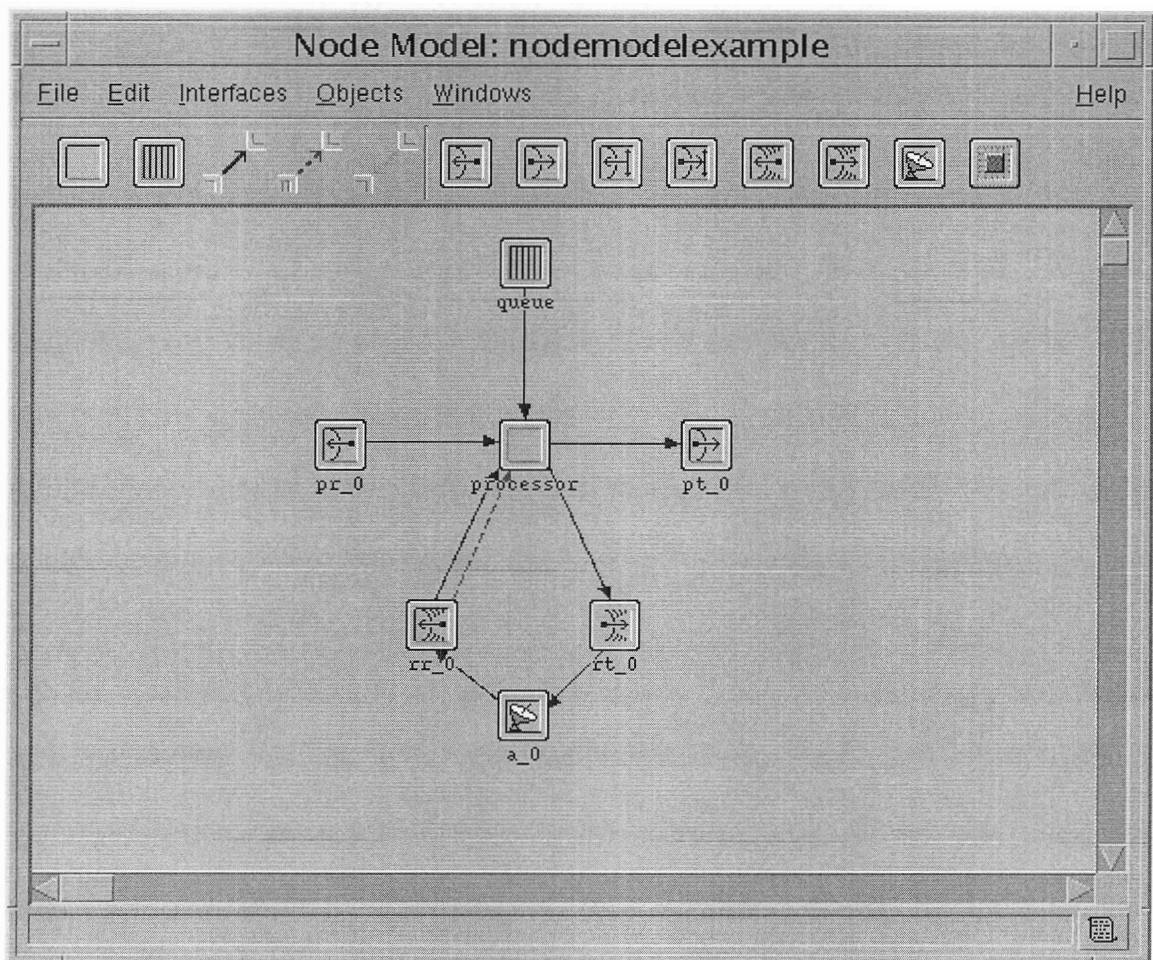 Node Model: nodemodelexample
File Edit Interfaces Objects Windows Help
queue
pr_0 processor pt_0
rr_0 rt_0
a_0